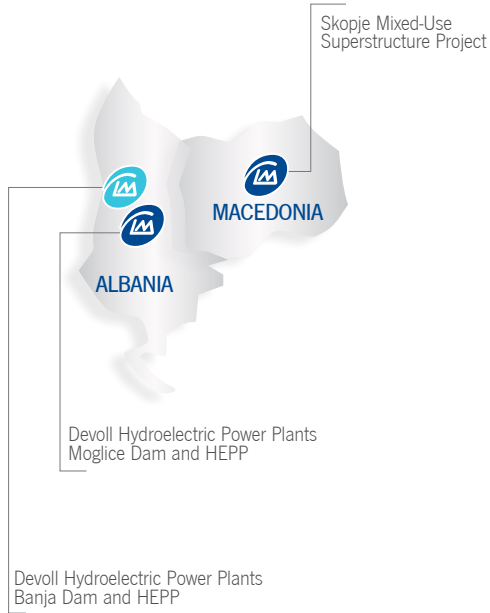 Skopje Mixed-Use
Superstructure Project
MACEDONIA
ALBANIA
Devoll Hydroelectric Power Plants
Moglice Dam and HEPP
Devoll Hydroelectric Power Plants
Banja Dam and HEPP